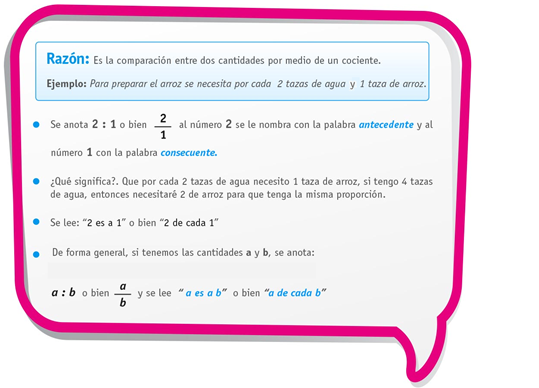 Razón: Es la comparación entre dos cantidades por medio de un cociente.
Ejemplo: Para preparar el arroz se necesita por cada 2 tazas de agua y 1 taza de arroz.
Se anota 2 : 1 o bien 2/1 al número 2 se le nombra con la palabra antecedente y al
número 1 con la palabra consecuente.
¿Qué significa?. Que por cada 2 tazas de agua necesito 1 taza de arroz, si tengo 4 tazas
de agua, entonces necesitaré 2 de arroz para que tenga la misma proporción.
Se lee: “2 es a 1” o bien “2 de cada 1”
De forma general, si tenemos las cantidades a y b, se anota:
a : b o bien a/b y se lee “ a es a b” o bien “a de cada b”